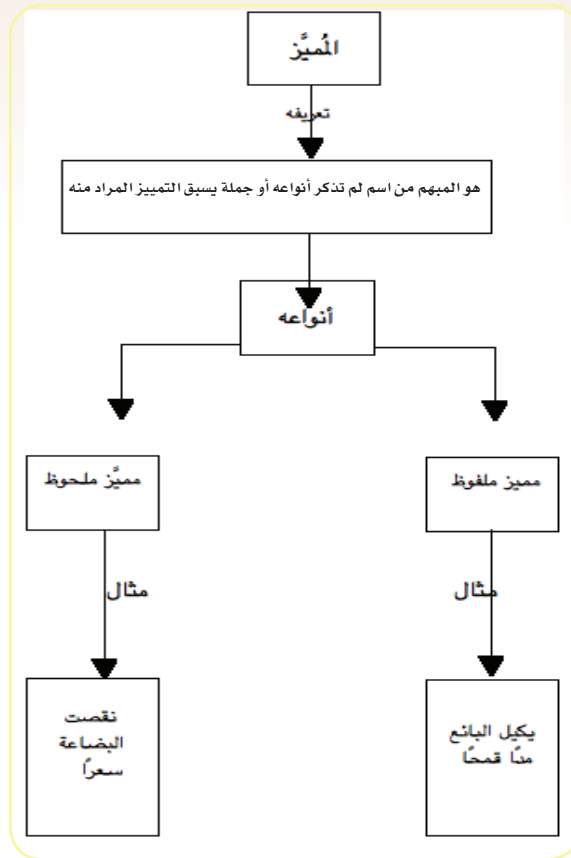 المُميَّز
تعريفه
هو المبهم من اسم لم تذكر أنواعه أو جملة يسبق التمييز المراد منه
أنواعه
مميز ملفوظ
مميَّز ملحوظ
مثال
مثال
يكيل البائع
مدًا قمحًا
نقصت
البضاعة
سعرًا